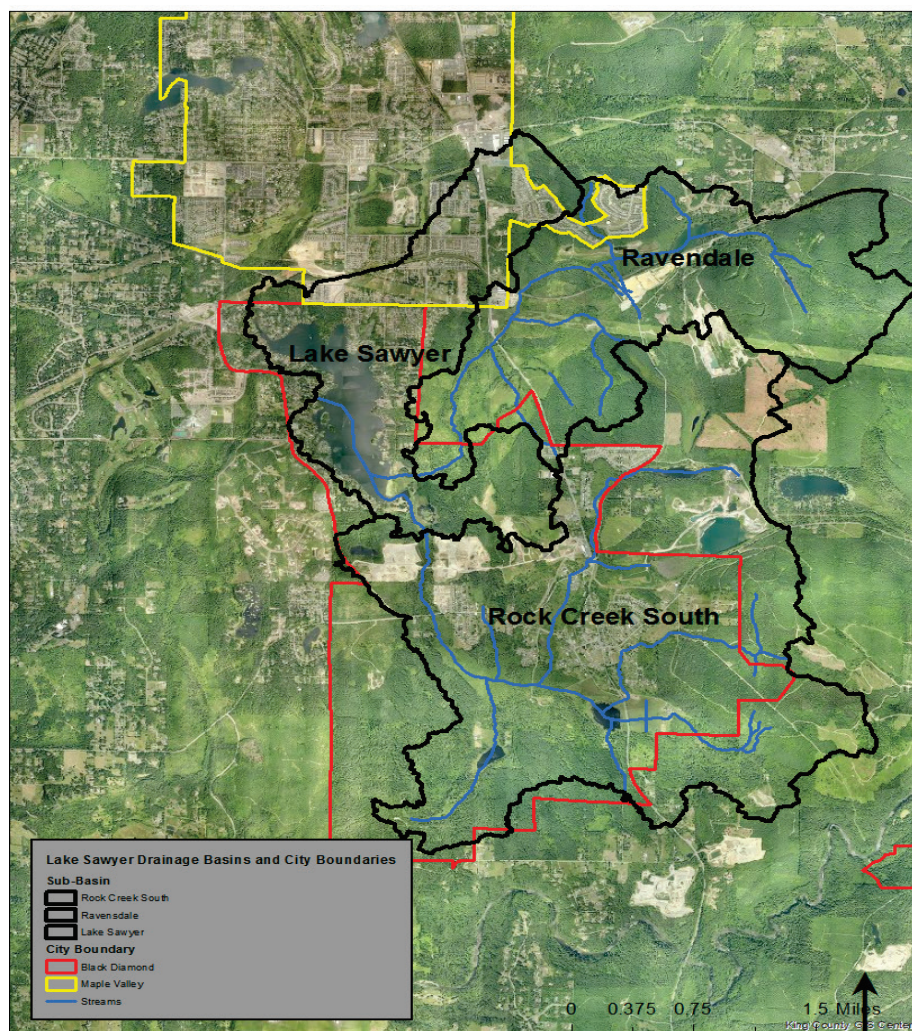 Ravendale
Lake Sawyer
Rock Creek South
Lake Sawyer Drainage Basins and City Boundaries
Sub-Basin
Rock Creek South
Ravensdale
Lake Sawyer
City Boundary
Black Diamond
Maple Valley
Streams
0 0.375 0.75 1.5 Miles
King County GIS Center